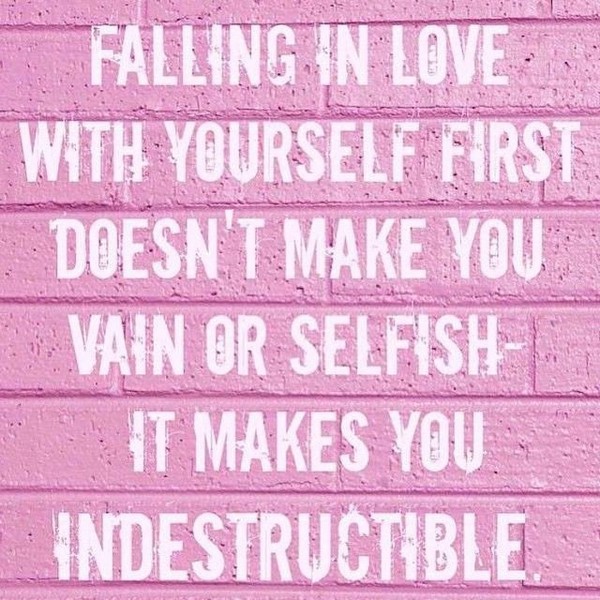 FALLING IN LOVE
WITH YOURSELF FIRST
DOESN'T MAKE YOU
VAIN OR SELFISH-
IT MAKES YOU
INDESTRUCTIBLE.